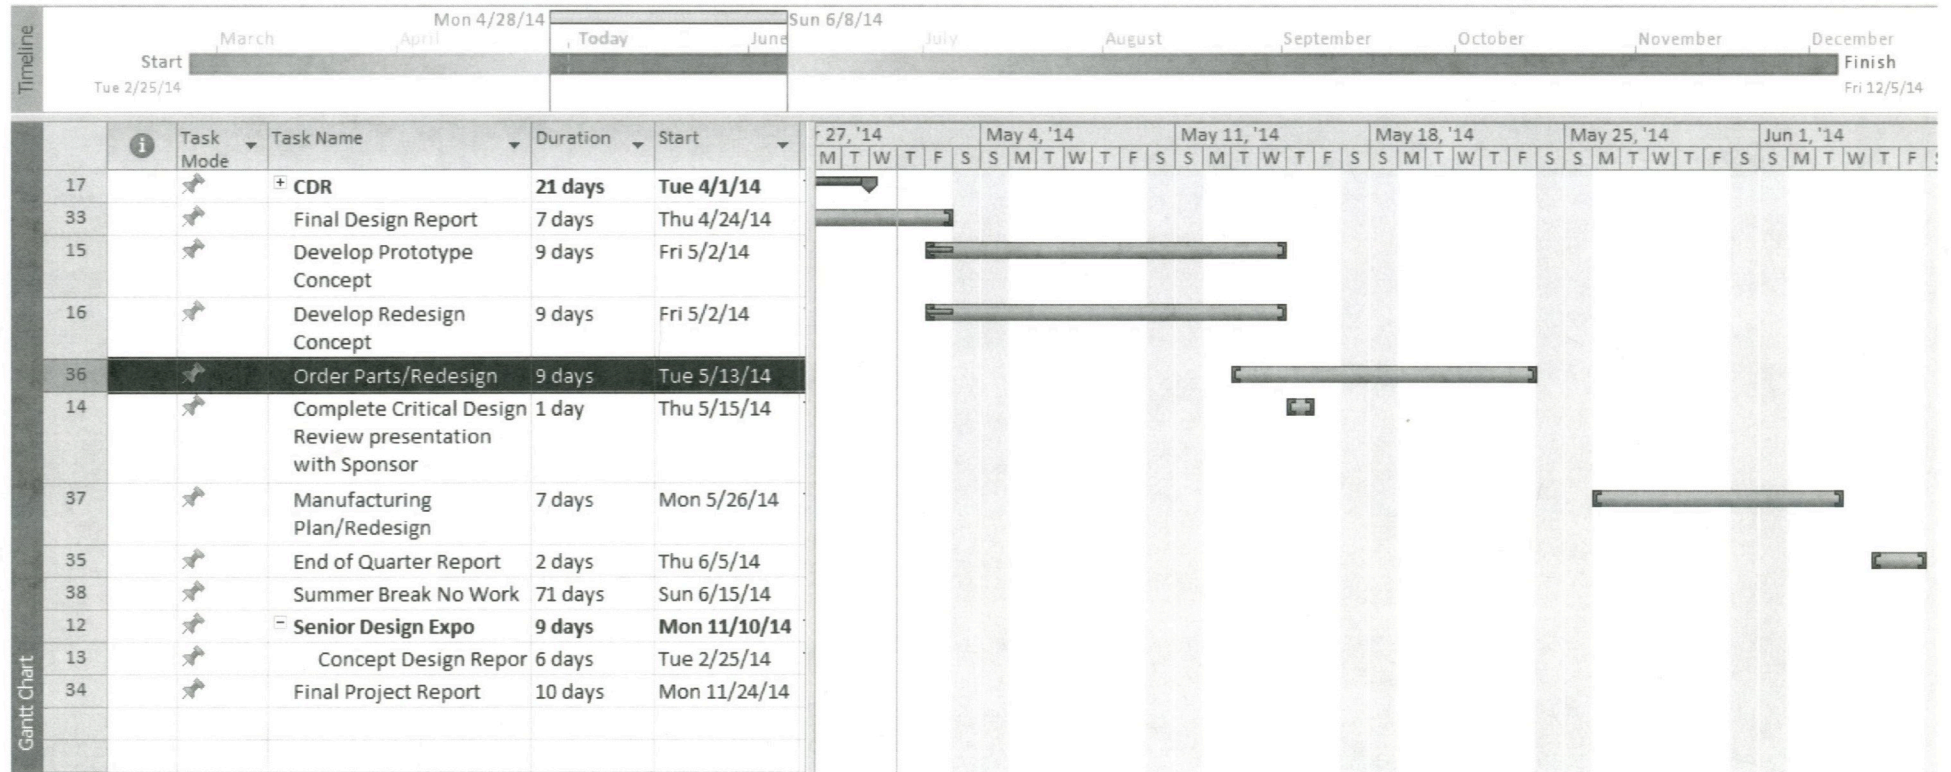 Timeline
Mon 4/28/14 Sun 6/8/14
March April Today June July August September October November December
Start Finish
Tue 2/25/14 Fri 12/5/14
Gantt Chart
Task Mode Task Name Duration Start
27, '14 May 4, '14 May 11, '14 May 18, '14 May 25, '14 Jun 1, '14
M T W T F S S M T W T F S S M T W T F S S M T W T F S S M T W T F S S M T W T F
17 CDR 21 days Tue 4/1/14
33 Final Design Report 7 days Thu 4/24/14
15 Develop Prototype 9 days Fri 5/2/14
Concept
16 Develop Redesign 9 days Fri 5/2/14
Concept
36 Order Parts/Redesign 9 days Tue 5/13/14
14 Complete Critical Design 1 day Thu 5/15/14
Review presentation
with Sponsor
37 Manufacturing 7 days Mon 5/26/14
Plan/Redesign
35 End of Quarter Report 2 days Thu 6/5/14
38 Summer Break No Work 71 days Sun 6/15/14
12 Senior Design Expo 9 days Mon 11/10/14
13 Concept Design Repor 6 days Tue 2/25/14
34 Final Project Report 10 days Mon 11/24/14